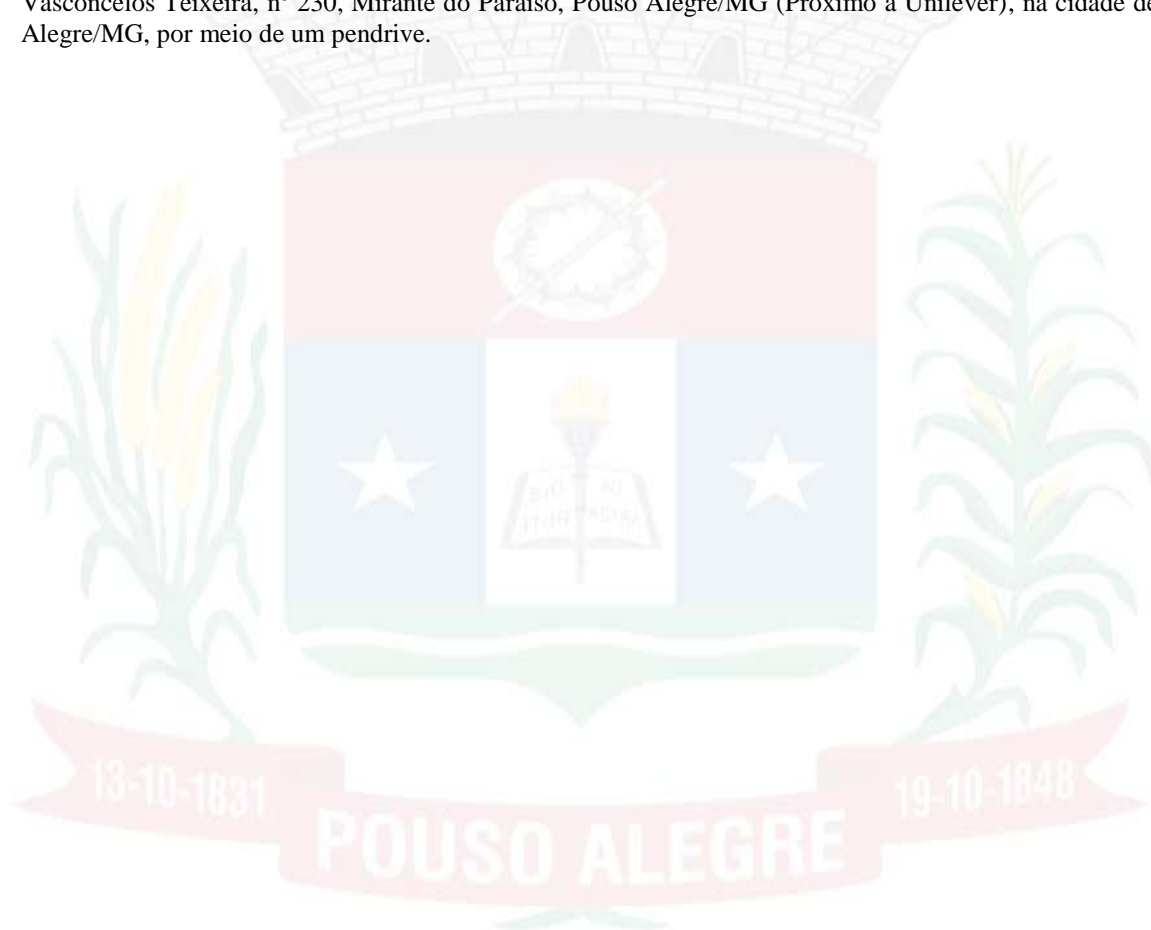 Vasconcelos Teixeira, nº 230, Mirante do Paraíso, Pouso Alegre/MG (Próximo a Unilever), na cidade de
Alegre/MG, por meio de um pendrive.
13-10-1831
19-10-1848
POUSO ALEGRE